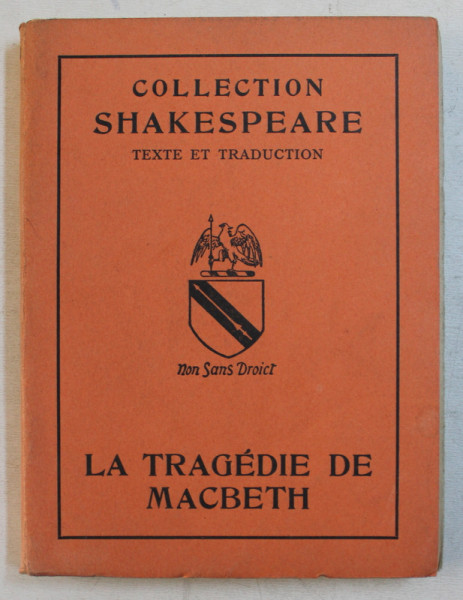 COLLECTION
SHAKESPEARE
TEXTE ET TRADUCTION
Non Sans Droict
LA TRAGÉDIE DE
MACBETH